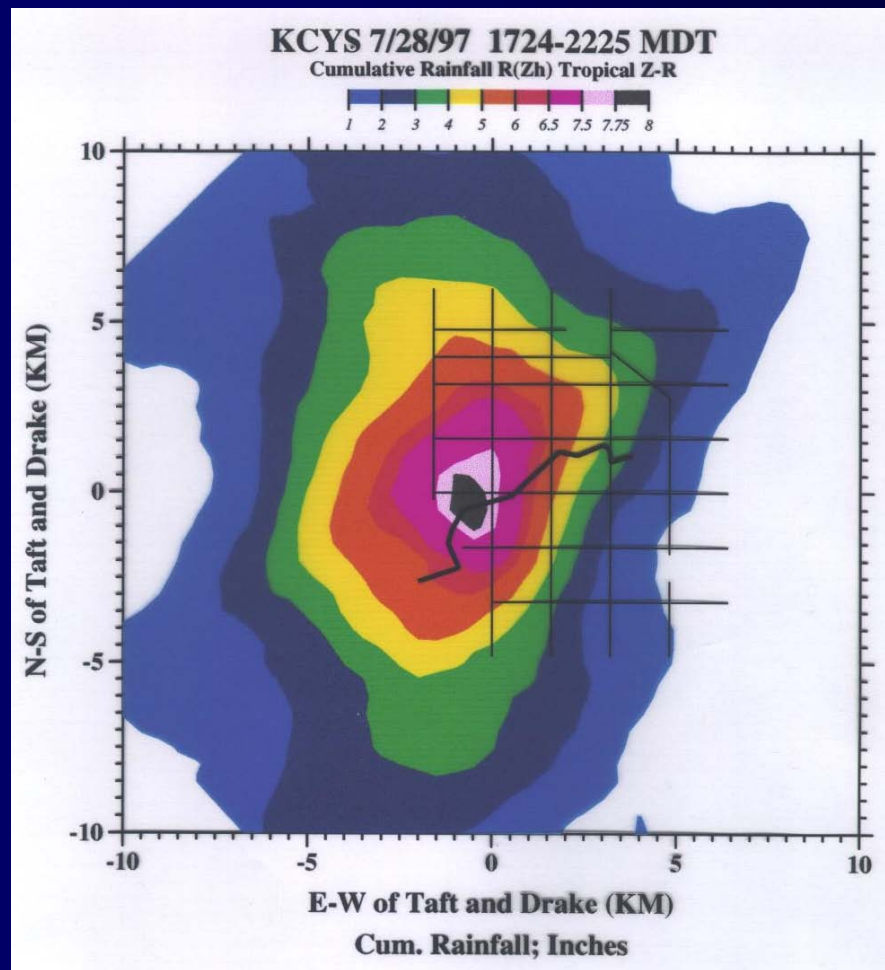 KCYS 7/28/97 1724-2225 MDT
Cumulative Rainfall R(Zh) Tropical Z-R
1 2 3 4 5 6 6.5 7.5 7.75 8
10
5
0
-5
-10
N-S of Taft and Drake (KM)
-10 -5 0 5 10
E-W of Taft and Drake (KM)
Cum. Rainfall; Inches